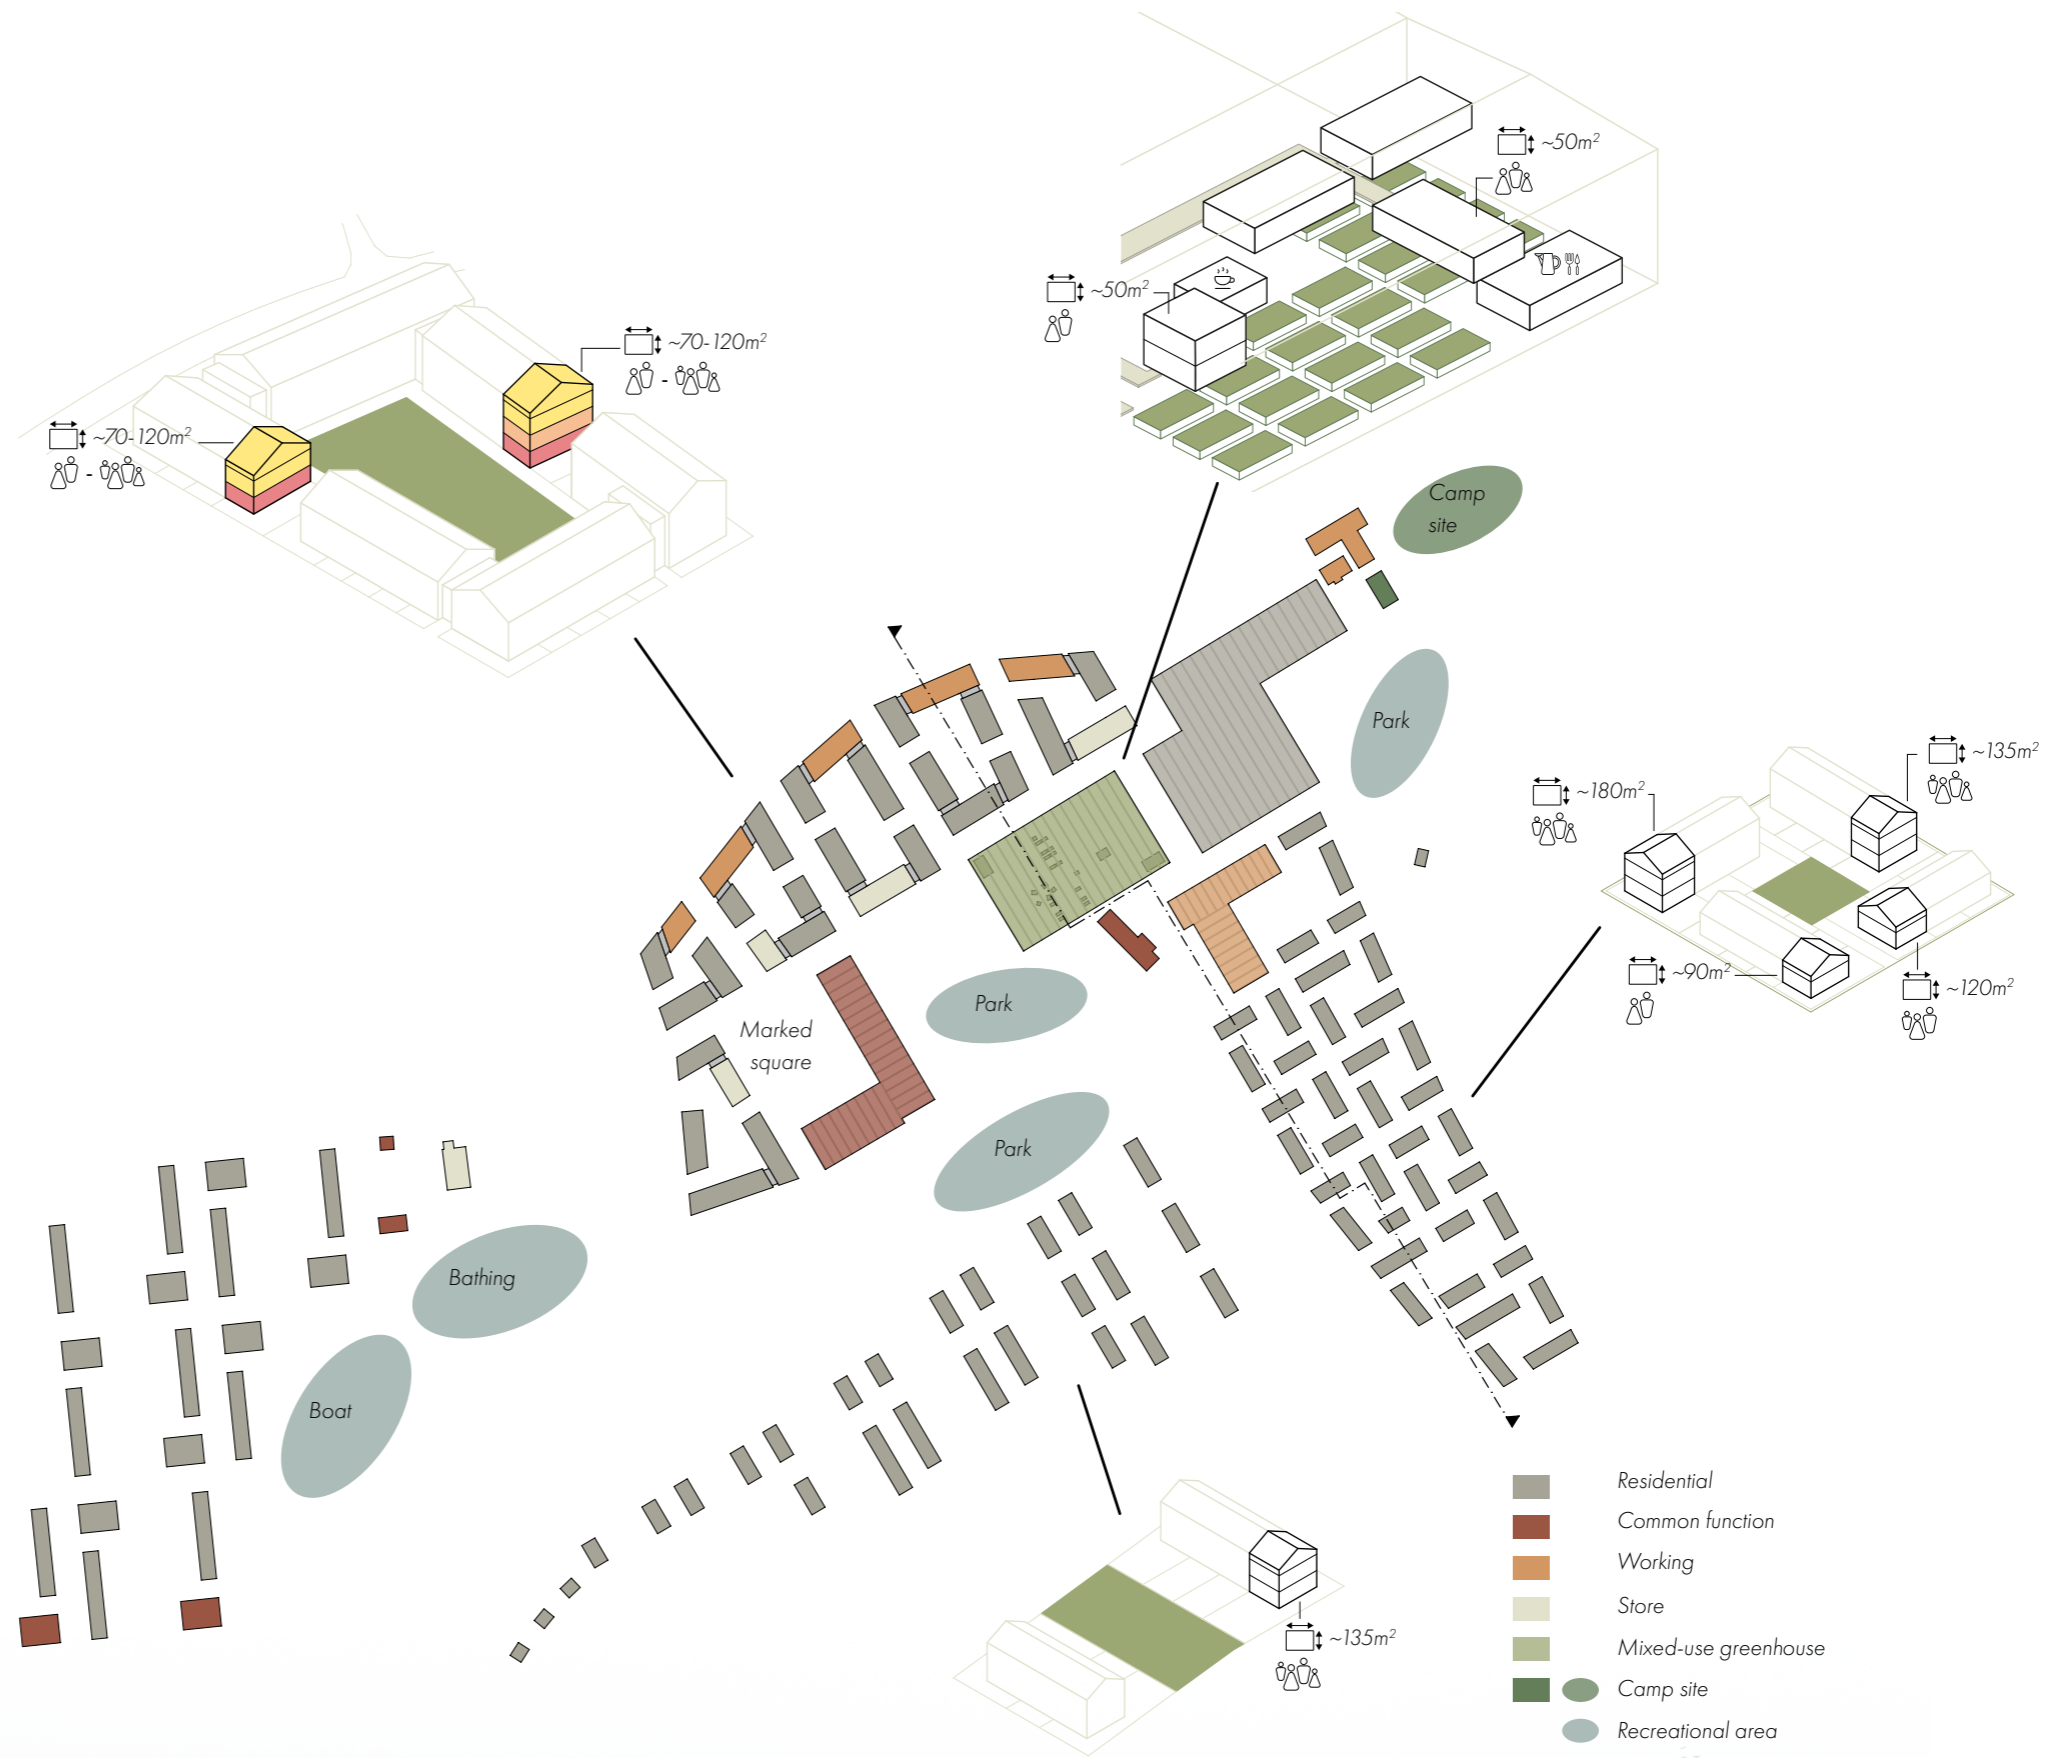 ~50m²
~50m²
~70-120m²
~70-120m²
Camp
site
Park
~135m²
~180m²
~90m²
~120m²
Park
Marked
square
Park
Bathing
Boat
~135m²
Residential
Common function
Working
Store
Mixed-use greenhouse
Camp site
Recreational area